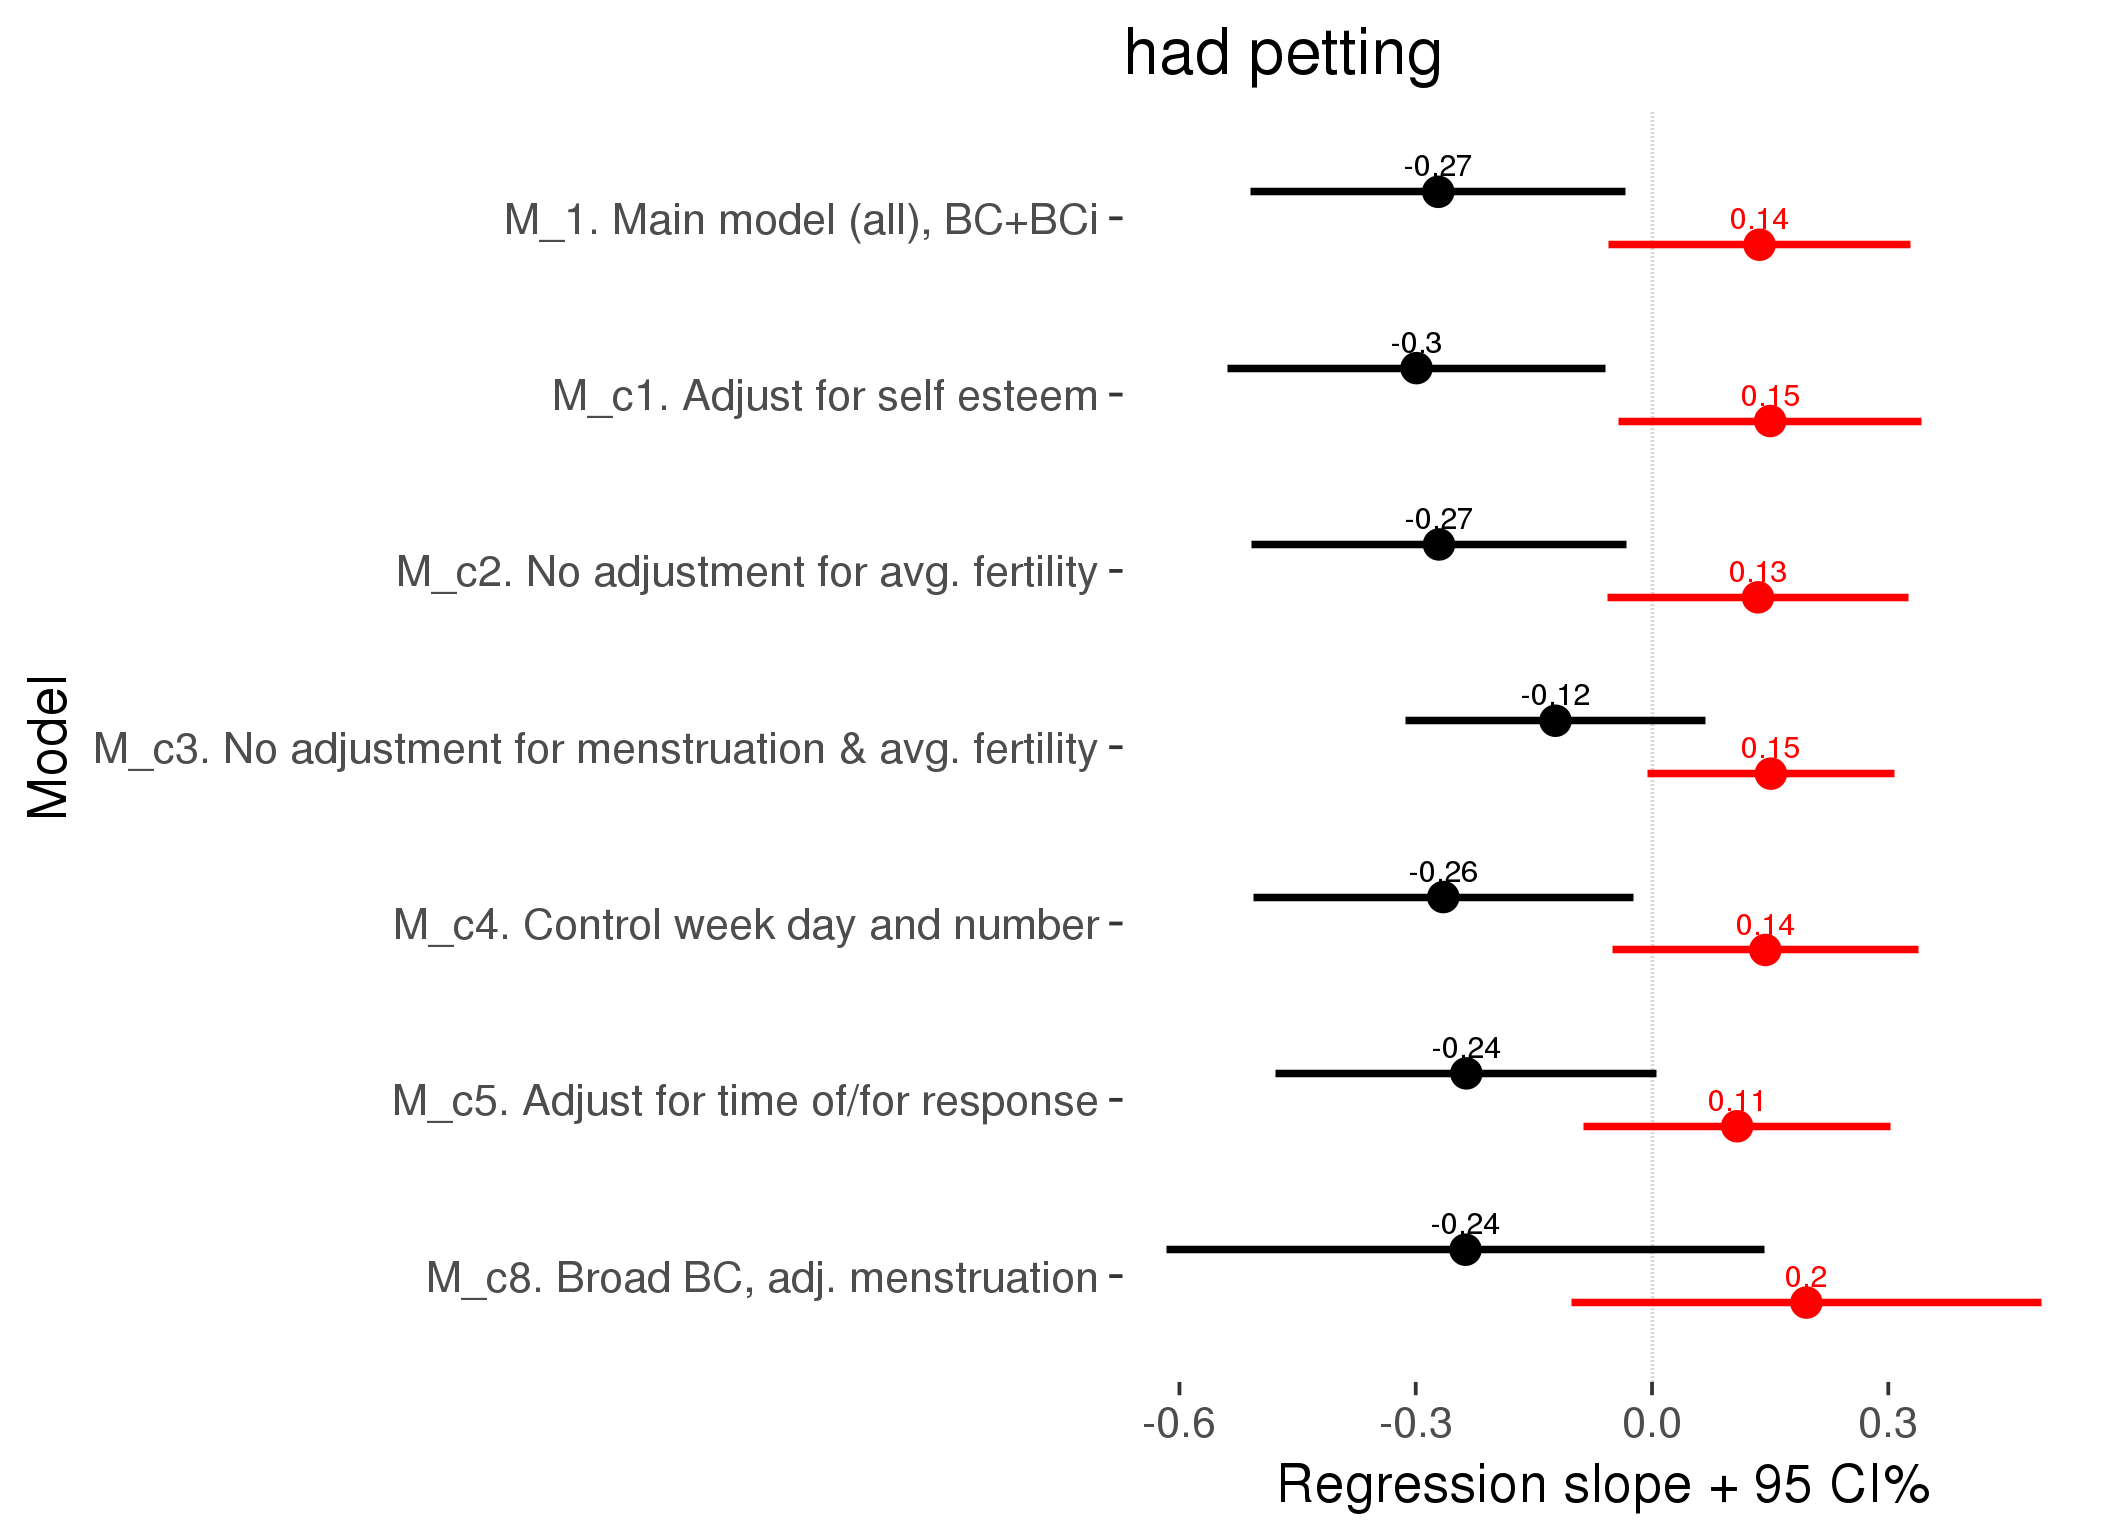 had petting
Model
M_1. Main model (all), BC+BCi
-0.27
0.14
M_c1. Adjust for self esteem
-0.3
0.15
M_c2. No adjustment for avg. fertility
-0.27
0.13
M_c3. No adjustment for menstruation & avg. fertility
-0.12
0.15
M_c4. Control week day and number
-0.26
0.14
M_c5. Adjust for time of/for response
-0.24
0.11
M_c8. Broad BC, adj. menstruation
-0.24
0.2
-0.6 -0.3 0.0 0.3
Regression slope + 95 CI%